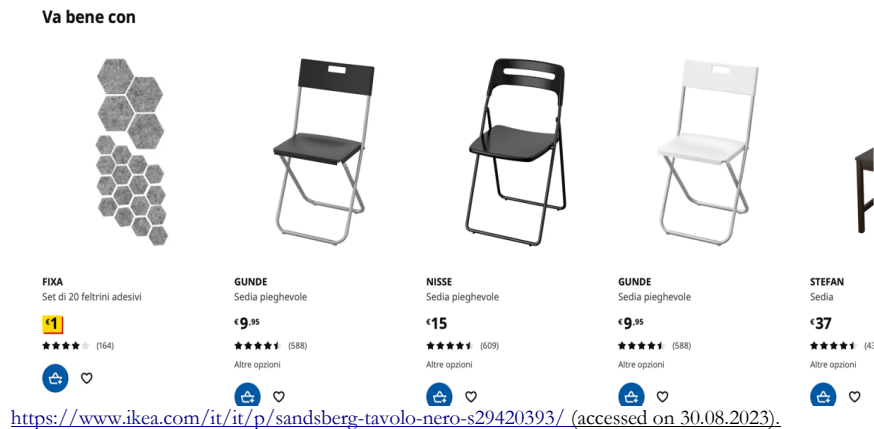 Va bene con
FIXA
Set di 20 feltrini adesivi
€1
(164)
GUNDE
Sedia pieghevole
€9,95
(588)
Altre opzioni
NISSE
Sedia pieghevole
€15
(609)
Altre opzioni
GUNDE
Sedia pieghevole
€9,95
(588)
Altre opzioni
STEFAN
Sedia
€37
Altre opzioni
https://www.ikea.com/it/it/p/sandsberg-tavolo-nero-s29420393/ (accessed on 30.08.2023).